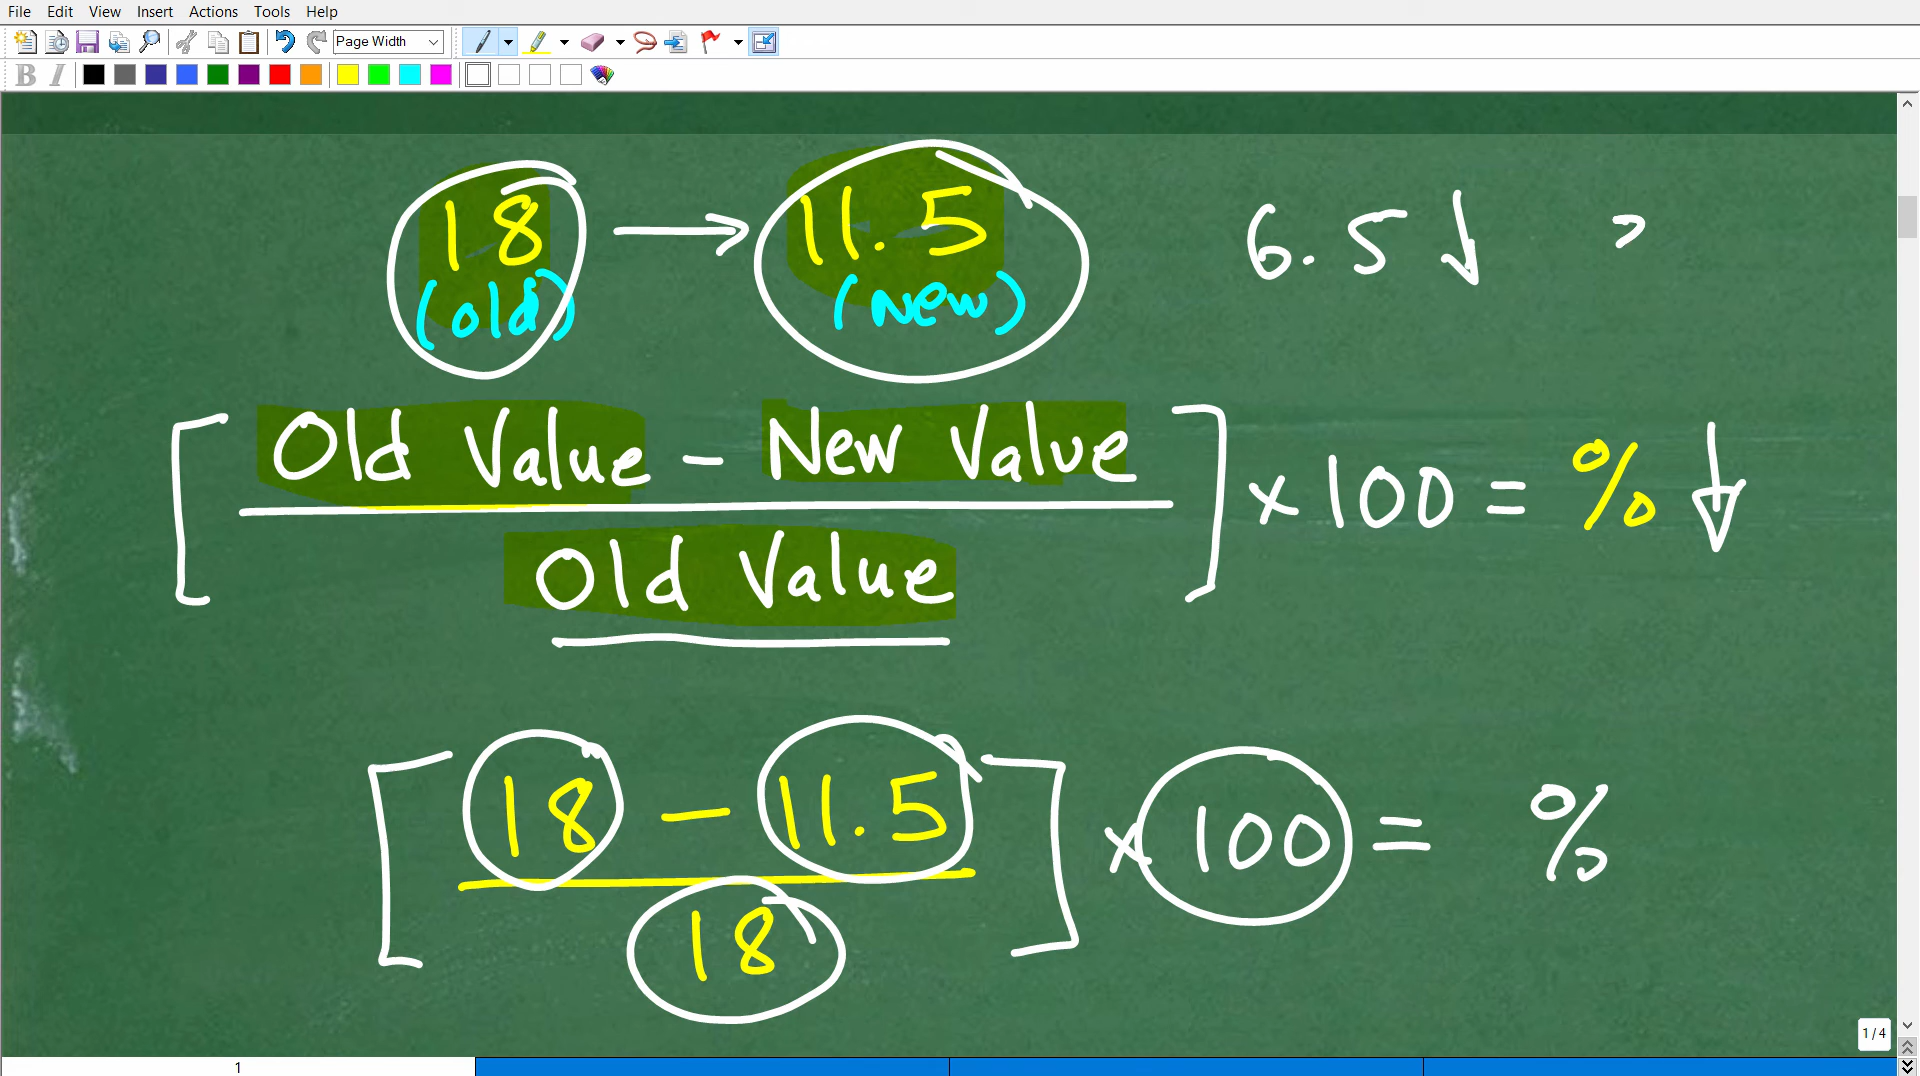 File Edit View Insert Actions Tools Help
Page Width
B I
18 → 11.5 6.5 ↓
(old) (New)
[Old Value - New Value] × 100 = % ↓
Old Value
[18 - 11.5] × 100 = %
18
1/4
1